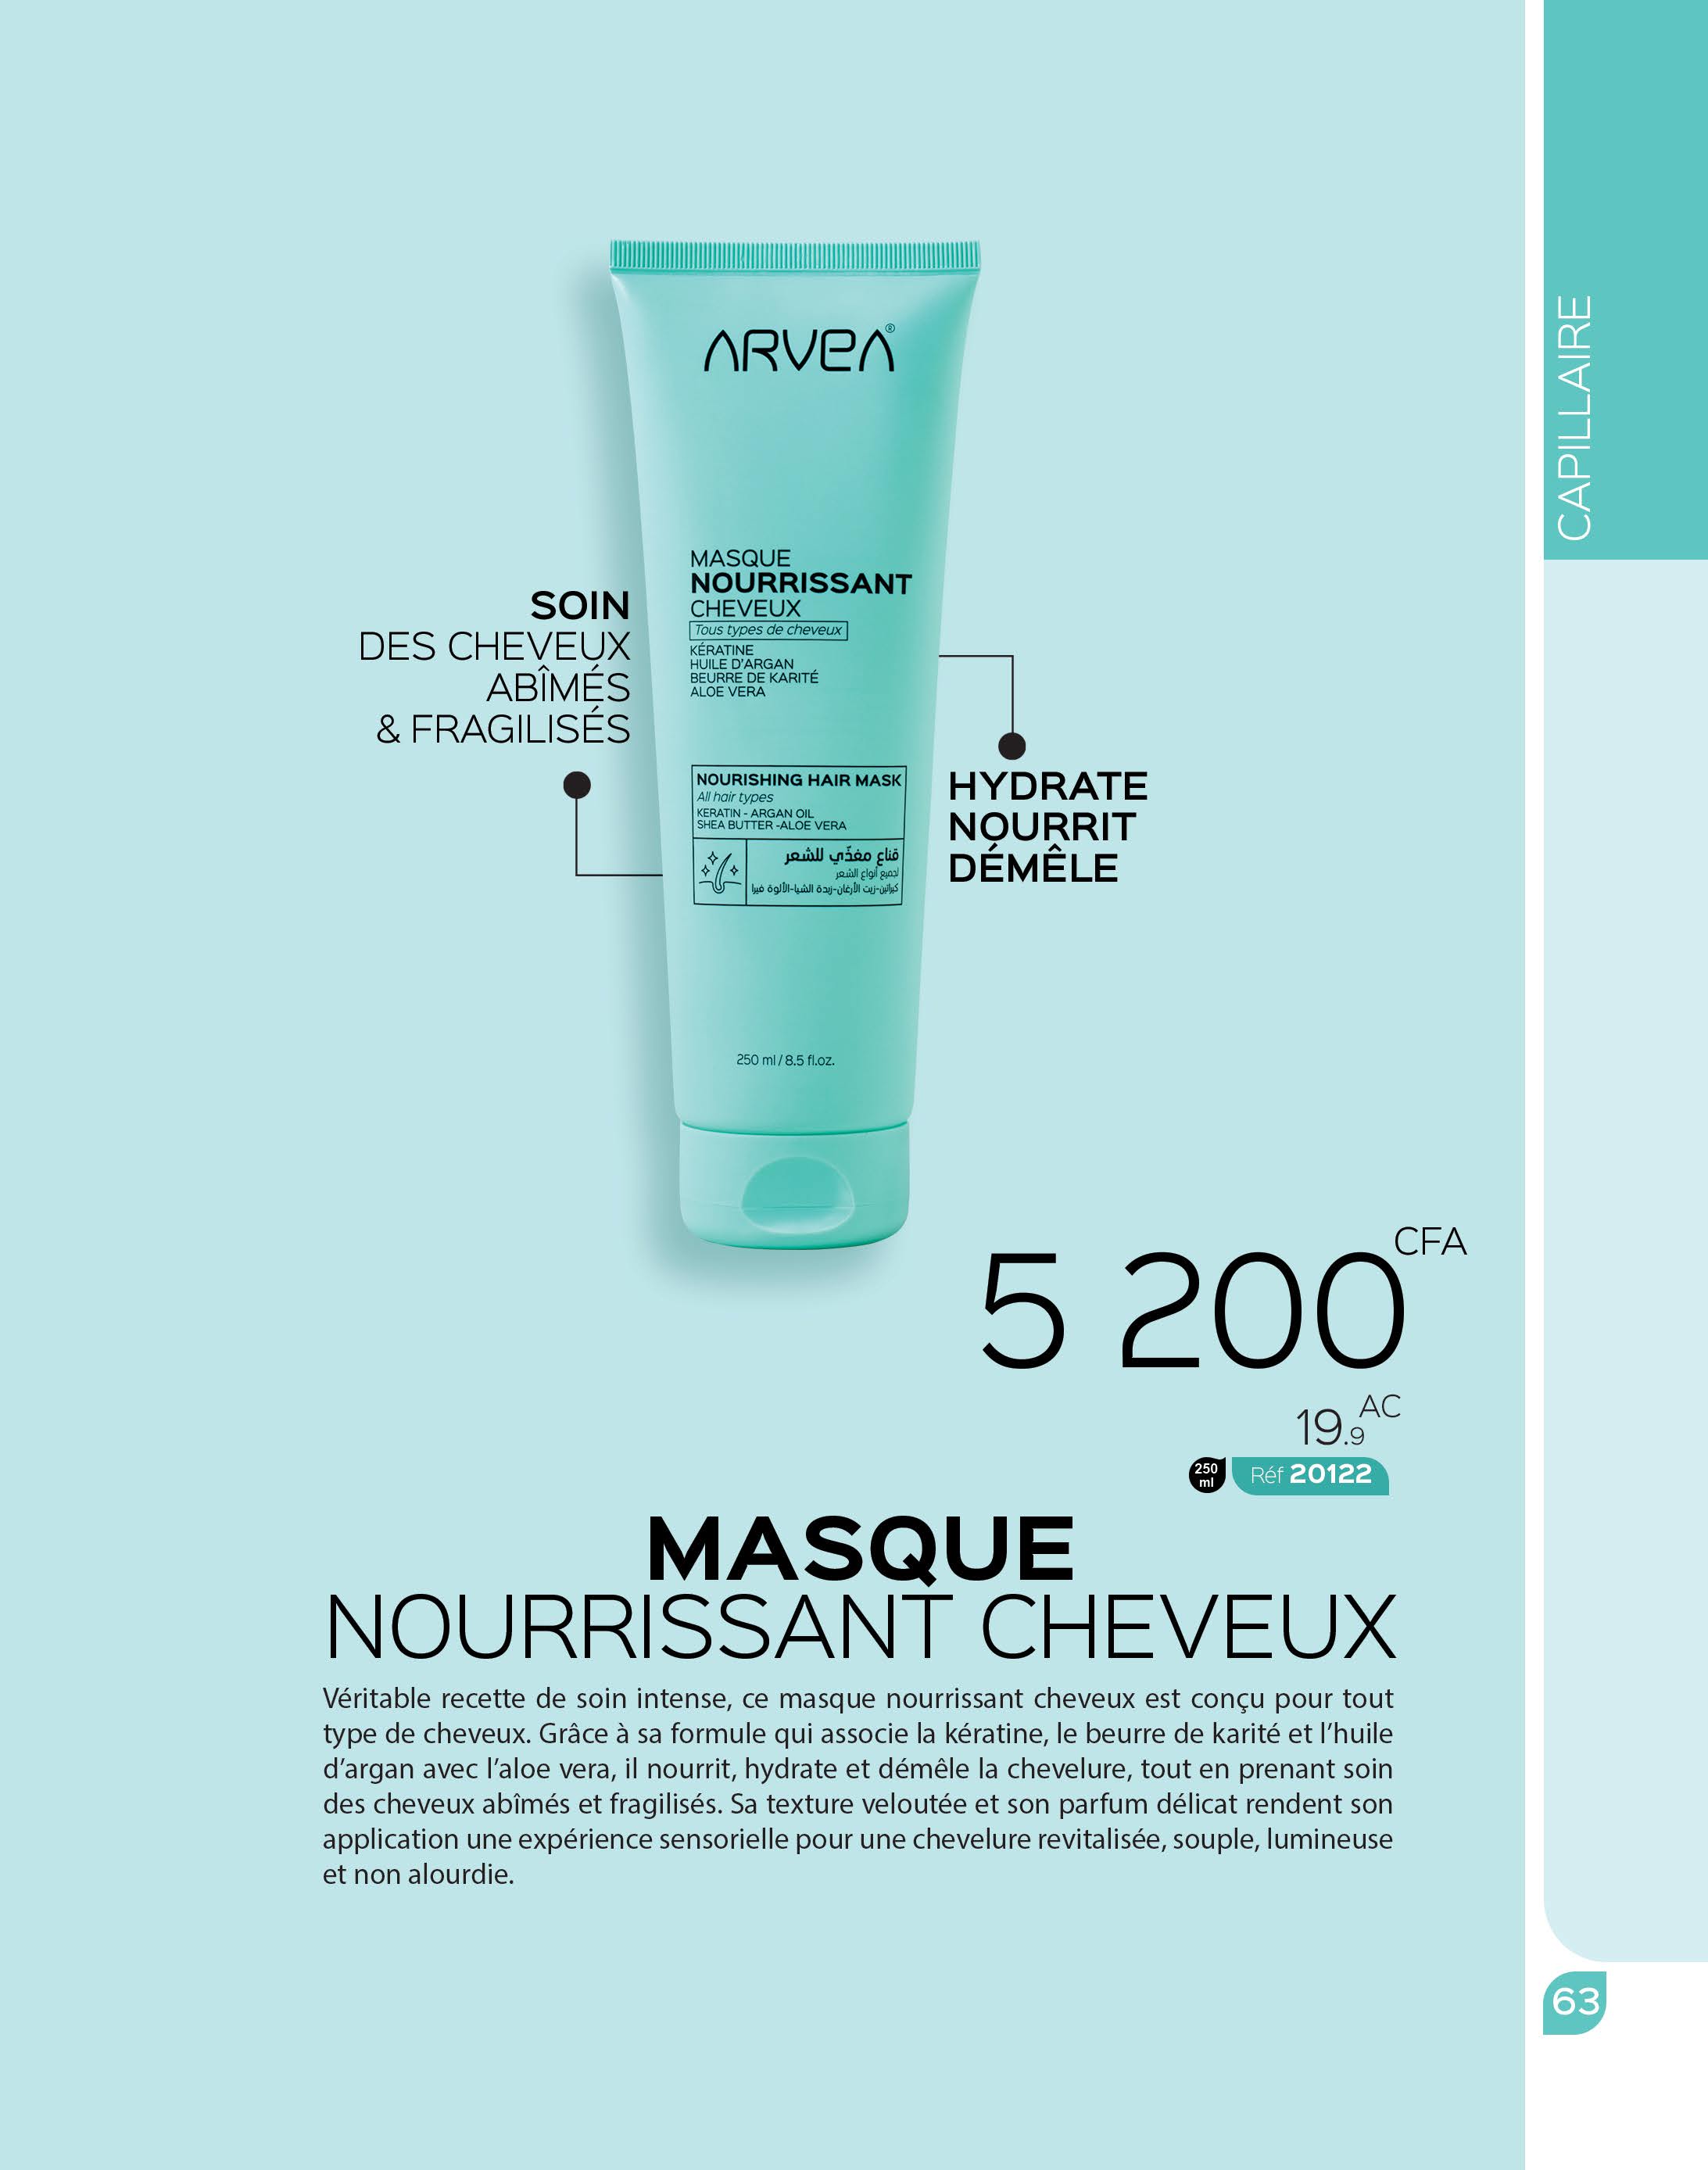 CAPILLAIRE
ARVEA®
MASQUE
NOURRISSANT
CHEVEUX
Tous types de cheveux
KÉRATINE
HUILE D'ARGAN
BEURRE DE KARITÉ
ALOE VERA
NOURISHING HAIR MASK
All hair types
KERATIN - ARGAN OIL
SHEA BUTTER -ALOE VERA
قناع مغذّي للشعر
لجميع أنواع الشعر
كيراتين-زيت الأرغان-زبدة الشيا-الألوة فيرا
250 ml / 8.5 fl.oz.
SOIN
DES CHEVEUX
ABÎMÉS
& FRAGILISÉS
HYDRATE
NOURRIT
DÉMÊLE
5 200 CFA
19.9 AC
250
ml
Réf 20122
MASQUE
NOURRISSANT CHEVEUX
Véritable recette de soin intense, ce masque nourrissant cheveux est conçu pour tout
type de cheveux. Grâce à sa formule qui associe la kératine, le beurre de karité et l'huile
d'argan avec l'aloe vera, il nourrit, hydrate et démêle la chevelure, tout en prenant soin
des cheveux abîmés et fragilisés. Sa texture veloutée et son parfum délicat rendent son
application une expérience sensorielle pour une chevelure revitalisée, souple, lumineuse
et non alourdie.
63